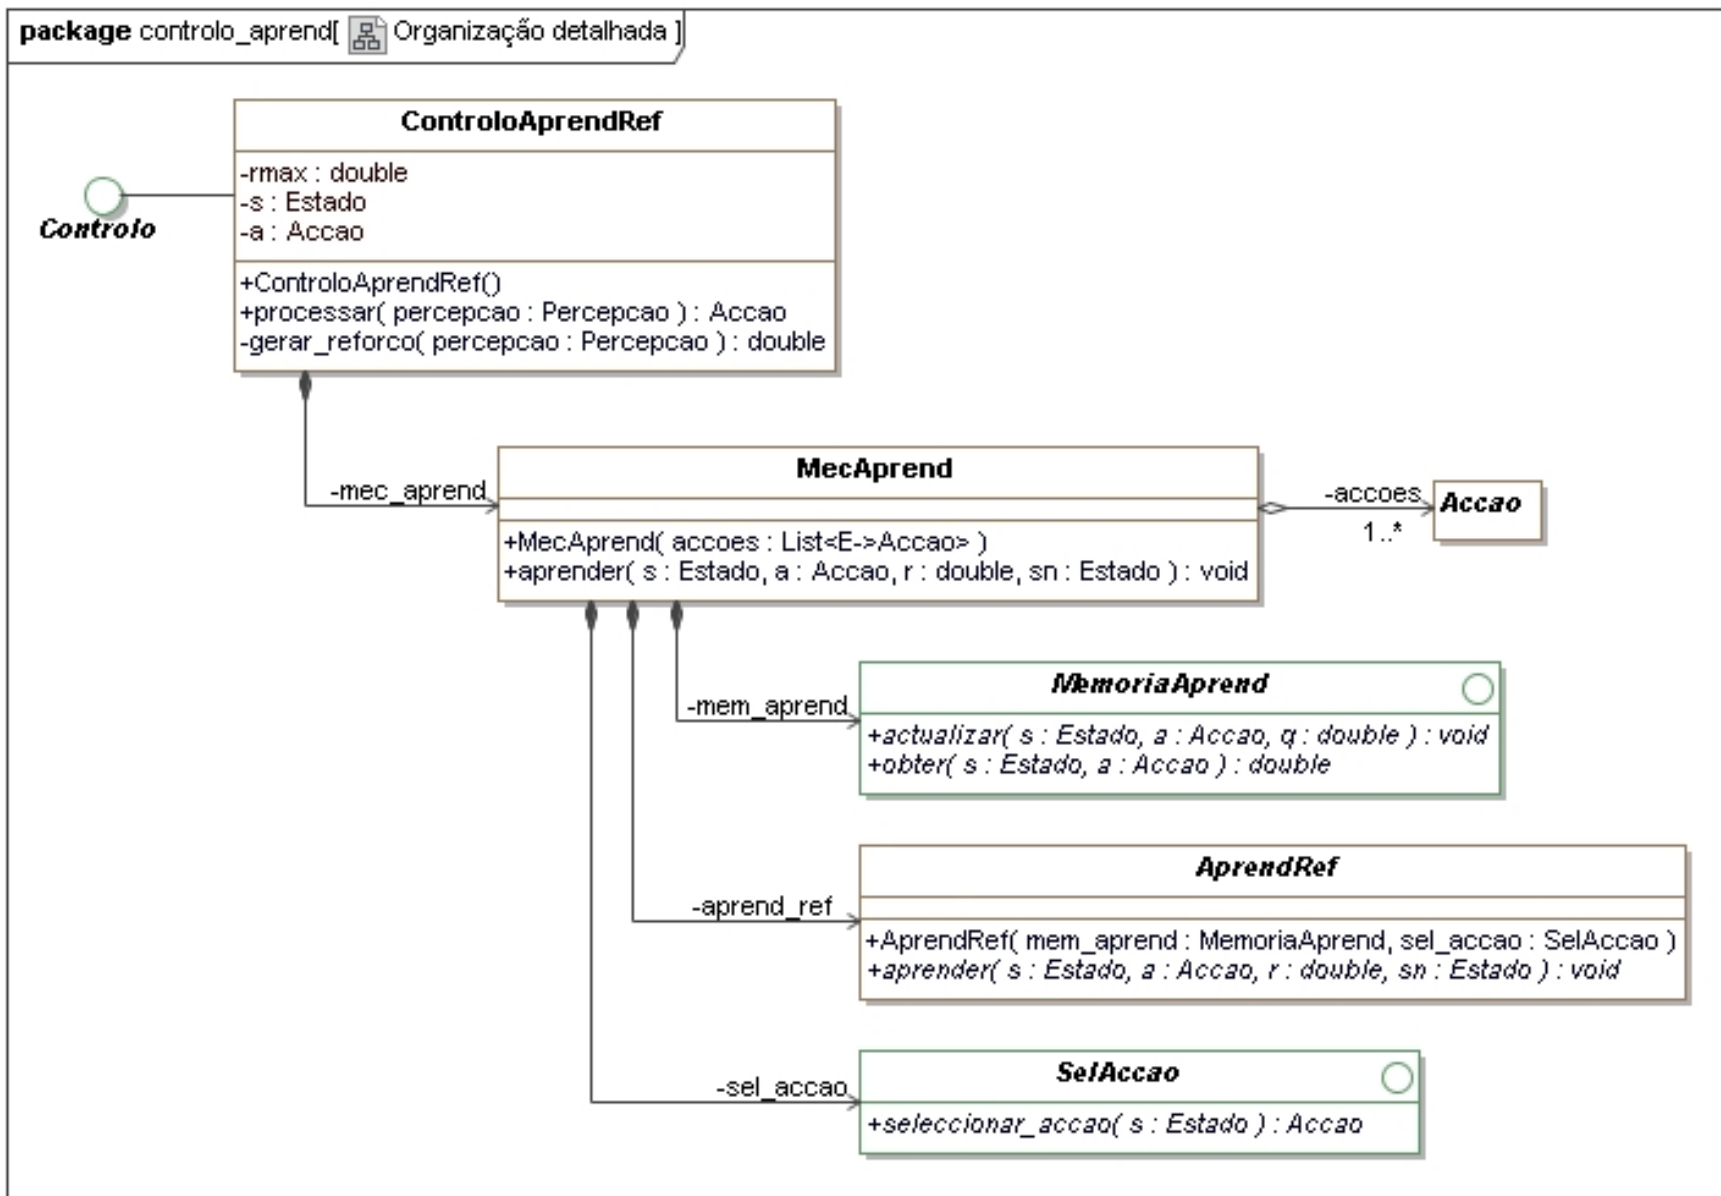 package controlo_aprend[ Organização detalhada ]
ControloAprendRef
-rmax : double
-s : Estado
-a : Accao
Controlo
+ControloAprendRef()
+processar( percepcao : Percepcao ) : Accao
-gerar_reforco( percepcao : Percepcao ) : double
MecAprend
-mec_aprend
-accoes
Accao
1..*
+MecAprend( accoes : List<E->Accao> )
+aprender( s : Estado, a : Accao, r : double, sn : Estado ) : void
MemoriaAprend
-mem_aprend
+actualizar( s : Estado, a : Accao, q : double ) : void
+obter( s : Estado, a : Accao ) : double
AprendRef
-aprend_ref
+AprendRef( mem_aprend : MemoriaAprend, sel_accao : SelAccao )
+aprender( s : Estado, a : Accao, r : double, sn : Estado ) : void
SelAccao
-sel_accao
+seleccionar_accao( s : Estado ) : Accao